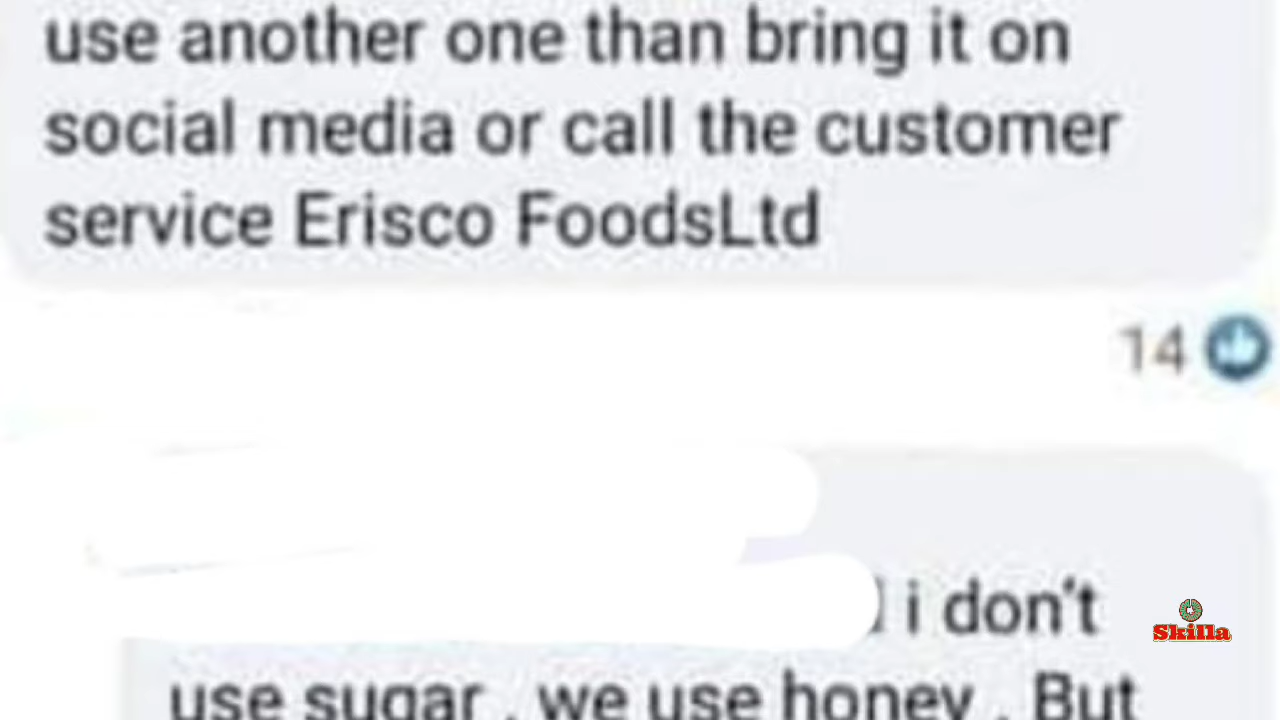 use another one than bring it on
social media or call the customer
service Erisco FoodsLtd
14
i don't
Skilla
use sugar , we use honey . But